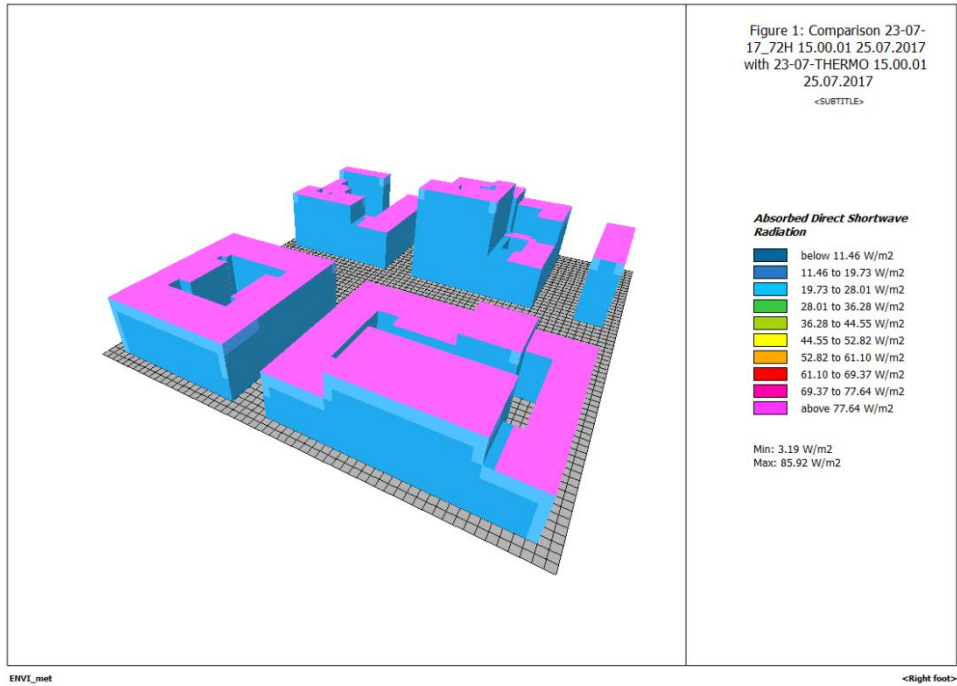 Figure 1: Comparison 23-07-
17_72H 15.00.01 25.07.2017
with 23-07-THERMO 15.00.01
25.07.2017
<SUBTITLE>
Absorbed Direct Shortwave
Radiation
below 11.46 W/m2
11.46 to 19.73 W/m2
19.73 to 28.01 W/m2
28.01 to 36.28 W/m2
36.28 to 44.55 W/m2
44.55 to 52.82 W/m2
52.82 to 61.10 W/m2
61.10 to 69.37 W/m2
69.37 to 77.64 W/m2
above 77.64 W/m2
Min: 3.19 W/m2
Max: 85.92 W/m2
ENVI_met
<Right foot>